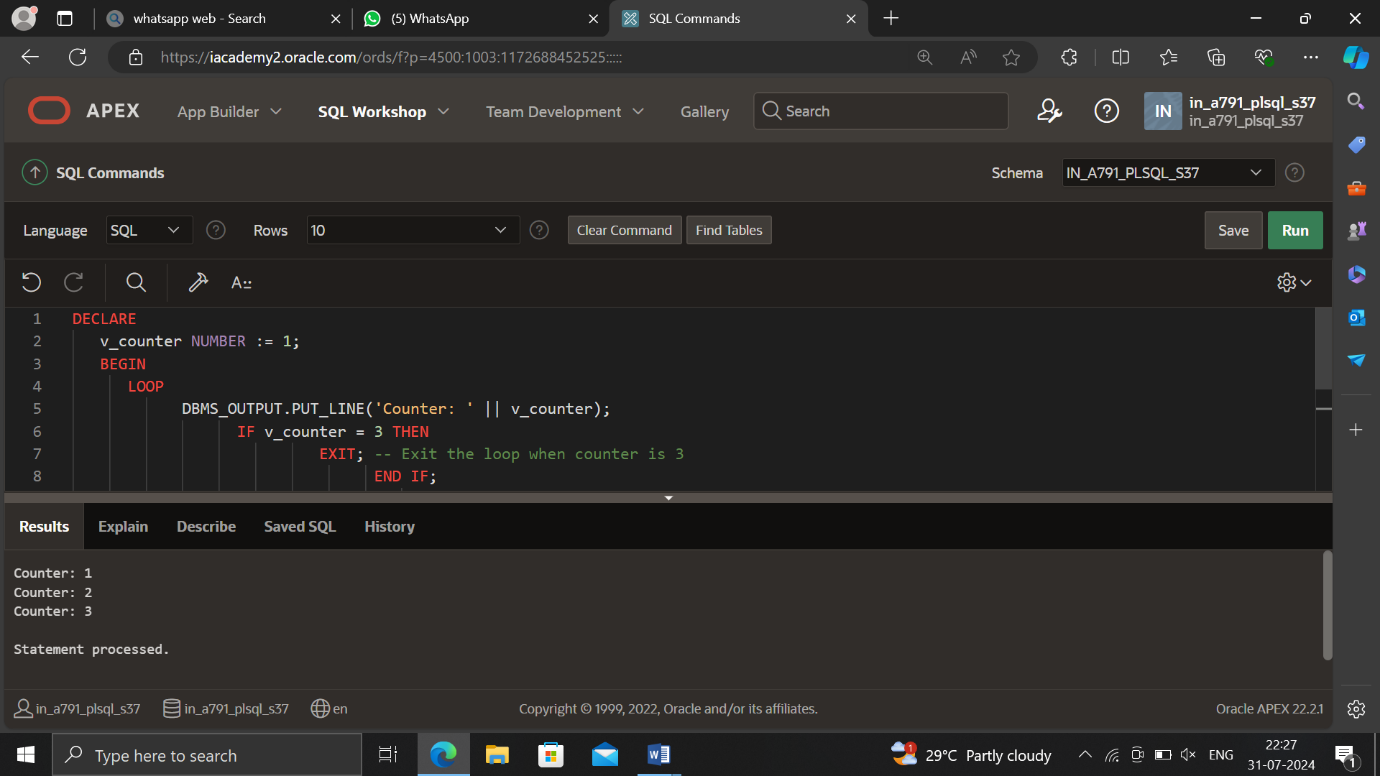 whatsapp web - Search
(5) WhatsApp
SQL Commands
https://iacademy2.oracle.com/ords/f?p=4500:1003:1172688452525:::::
APEX
App Builder
SQL Workshop
Team Development
Gallery
Search
IN
in_a791_plsql_s37
in_a791_plsql_s37
SQL Commands
Schema
IN_A791_PLSQL_S37
Language
SQL
Rows
10
Clear Command
Find Tables
Save
Run
A::
1 DECLARE
2 v_counter NUMBER := 1;
3 BEGIN
4 LOOP
5 DBMS_OUTPUT.PUT_LINE('Counter: ' || v_counter);
6 IF v_counter = 3 THEN
7 EXIT; -- Exit the loop when counter is 3
8 END IF;
Results
Explain
Describe
Saved SQL
History
Counter: 1
Counter: 2
Counter: 3
Statement processed.
in_a791_plsql_s37
in_a791_plsql_s37
en
Copyright © 1999, 2022, Oracle and/or its affiliates.
Oracle APEX 22.2.1
Type here to search
29°C Partly cloudy
ENG
22:27
31-07-2024
1